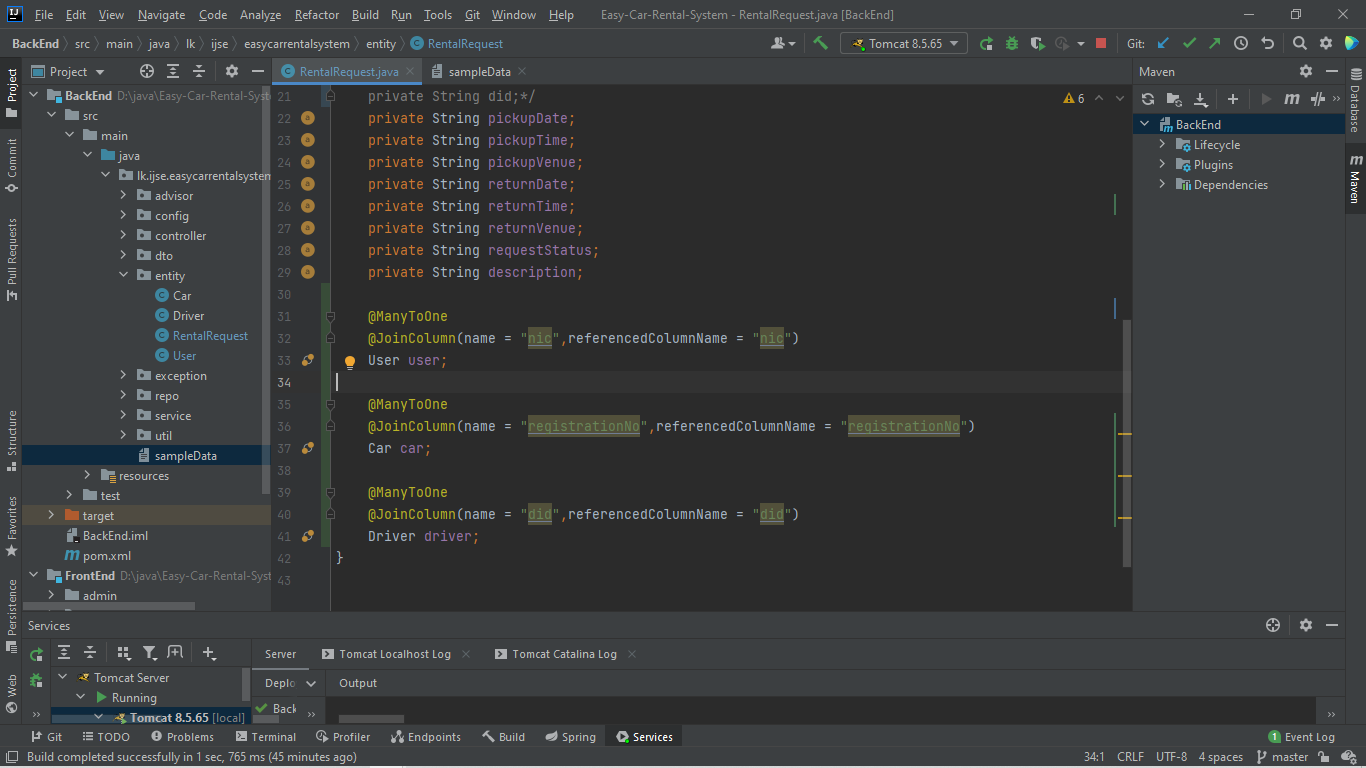 File Edit View Navigate Code Analyze Refactor Build Run Tools Git Window Help Easy-Car-Rental-System - RentalRequest.java [BackEnd]
BackEnd src main java lk ijse easycarrentalsystem entity RentalRequest Tomcat 8.5.65 Git:
Project
RentalRequest.java sampleData
Maven
BackEnd D:\java\Easy-Car-Rental-Syst
src
main
java
lk.ijse.easycarrentalsystem
advisor
config
controller
dto
entity
Car
Driver
RentalRequest
User
exception
repo
service
util
sampleData
resources
test
target
BackEnd.iml
pom.xml
FrontEnd D:\java\Easy-Car-Rental-Syst
admin
21 private String did;*/
22 private String pickupDate;
23 private String pickupTime;
24 private String pickupVenue;
25 private String returnDate;
26 private String returnTime;
27 private String returnVenue;
28 private String requestStatus;
29 private String description;
30
31 @ManyToOne
32 @JoinColumn(name = "nic",referencedColumnName = "nic")
33 User user;
34
35 @ManyToOne
36 @JoinColumn(name = "registrationNo",referencedColumnName = "registrationNo")
37 Car car;
38
39 @ManyToOne
40 @JoinColumn(name = "did",referencedColumnName = "did")
41 Driver driver;
42 }
43
6
BackEnd
Lifecycle
Plugins
Dependencies
Project
Commit
Pull Requests
Structure
Favorites
Persistence
Web
Database
Maven
Services
Server Tomcat Localhost Log Tomcat Catalina Log
Tomcat Server
Running
Tomcat 8.5.65 [local]
Deplo Output
Back
Git TODO Problems Terminal Profiler Endpoints Build Spring Services 1 Event Log
Build completed successfully in 1 sec, 765 ms (45 minutes ago) 34:1 CRLF UTF-8 4 spaces master